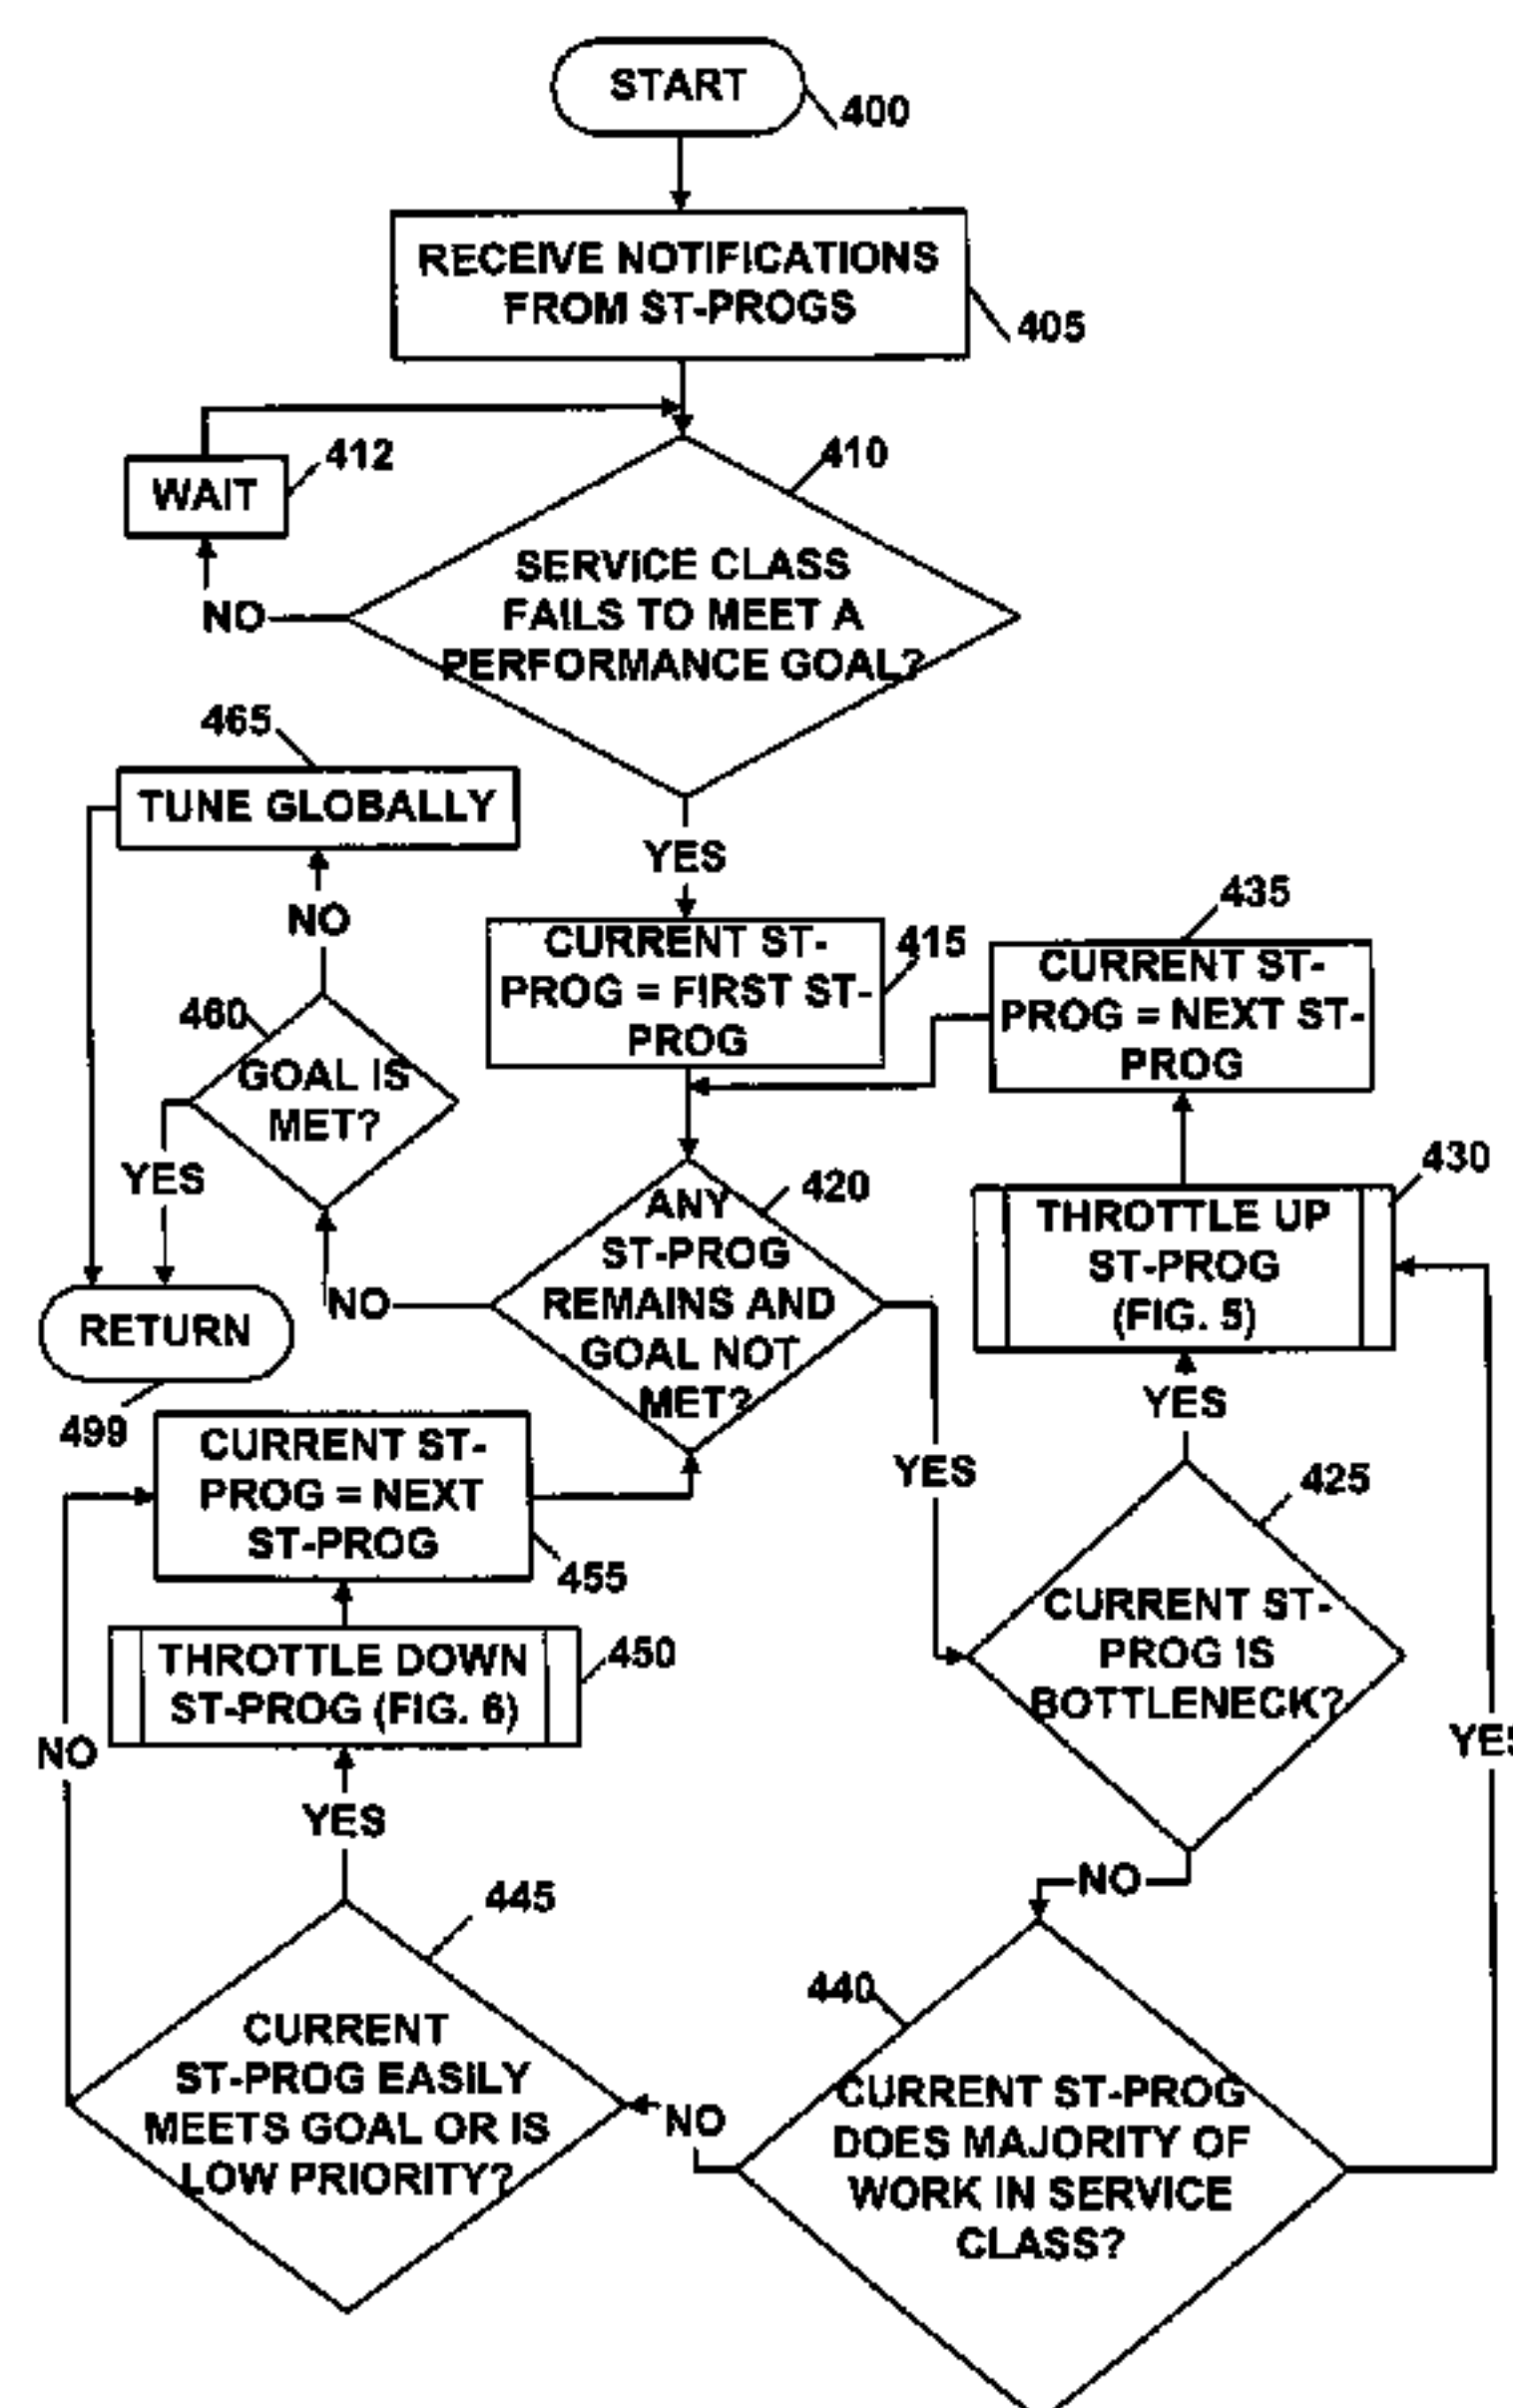 START
400
RECEIVE NOTIFICATIONS
FROM ST-PROGS
405
WAIT
412
410
SERVICE CLASS
FAILS TO MEET A
PERFORMANCE GOAL?
NO
465
TUNE GLOBALLY
YES
NO
CURRENT ST-
PROG = FIRST ST-
PROG
415
435
CURRENT ST-
PROG = NEXT ST-
PROG
460
GOAL IS
MET?
YES
420
ANY
ST-PROG
REMAINS AND
GOAL NOT
MET?
NO
430
THROTTLE UP
ST-PROG
(FIG. 5)
RETURN
499
YES
YES
CURRENT ST-
PROG = NEXT
ST-PROG
455
425
CURRENT ST-
PROG IS
BOTTLENECK?
THROTTLE DOWN
ST-PROG (FIG. 6)
450
NO
YES
YES
NO
445
CURRENT
ST-PROG EASILY
MEETS GOAL OR IS
LOW PRIORITY?
440
NO
CURRENT ST-PROG
DOES MAJORITY OF
WORK IN SERVICE
CLASS?